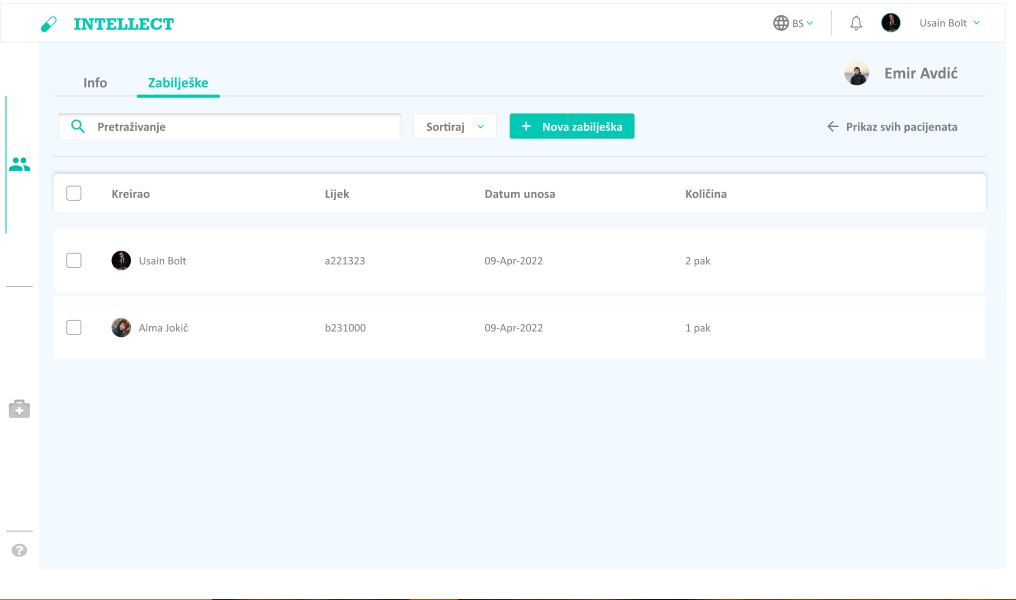 INTELLECT BS Usain Bolt
Info Zabilješke Emir Avdić
Pretraživanje Sortiraj + Nova zabilješka ← Prikaz svih pacijenata
Kreirao Lijek Datum unosa Količina
Usain Bolt a221323 09-Apr-2022 2 pak
Alma Jokič b231000 09-Apr-2022 1 pak
?